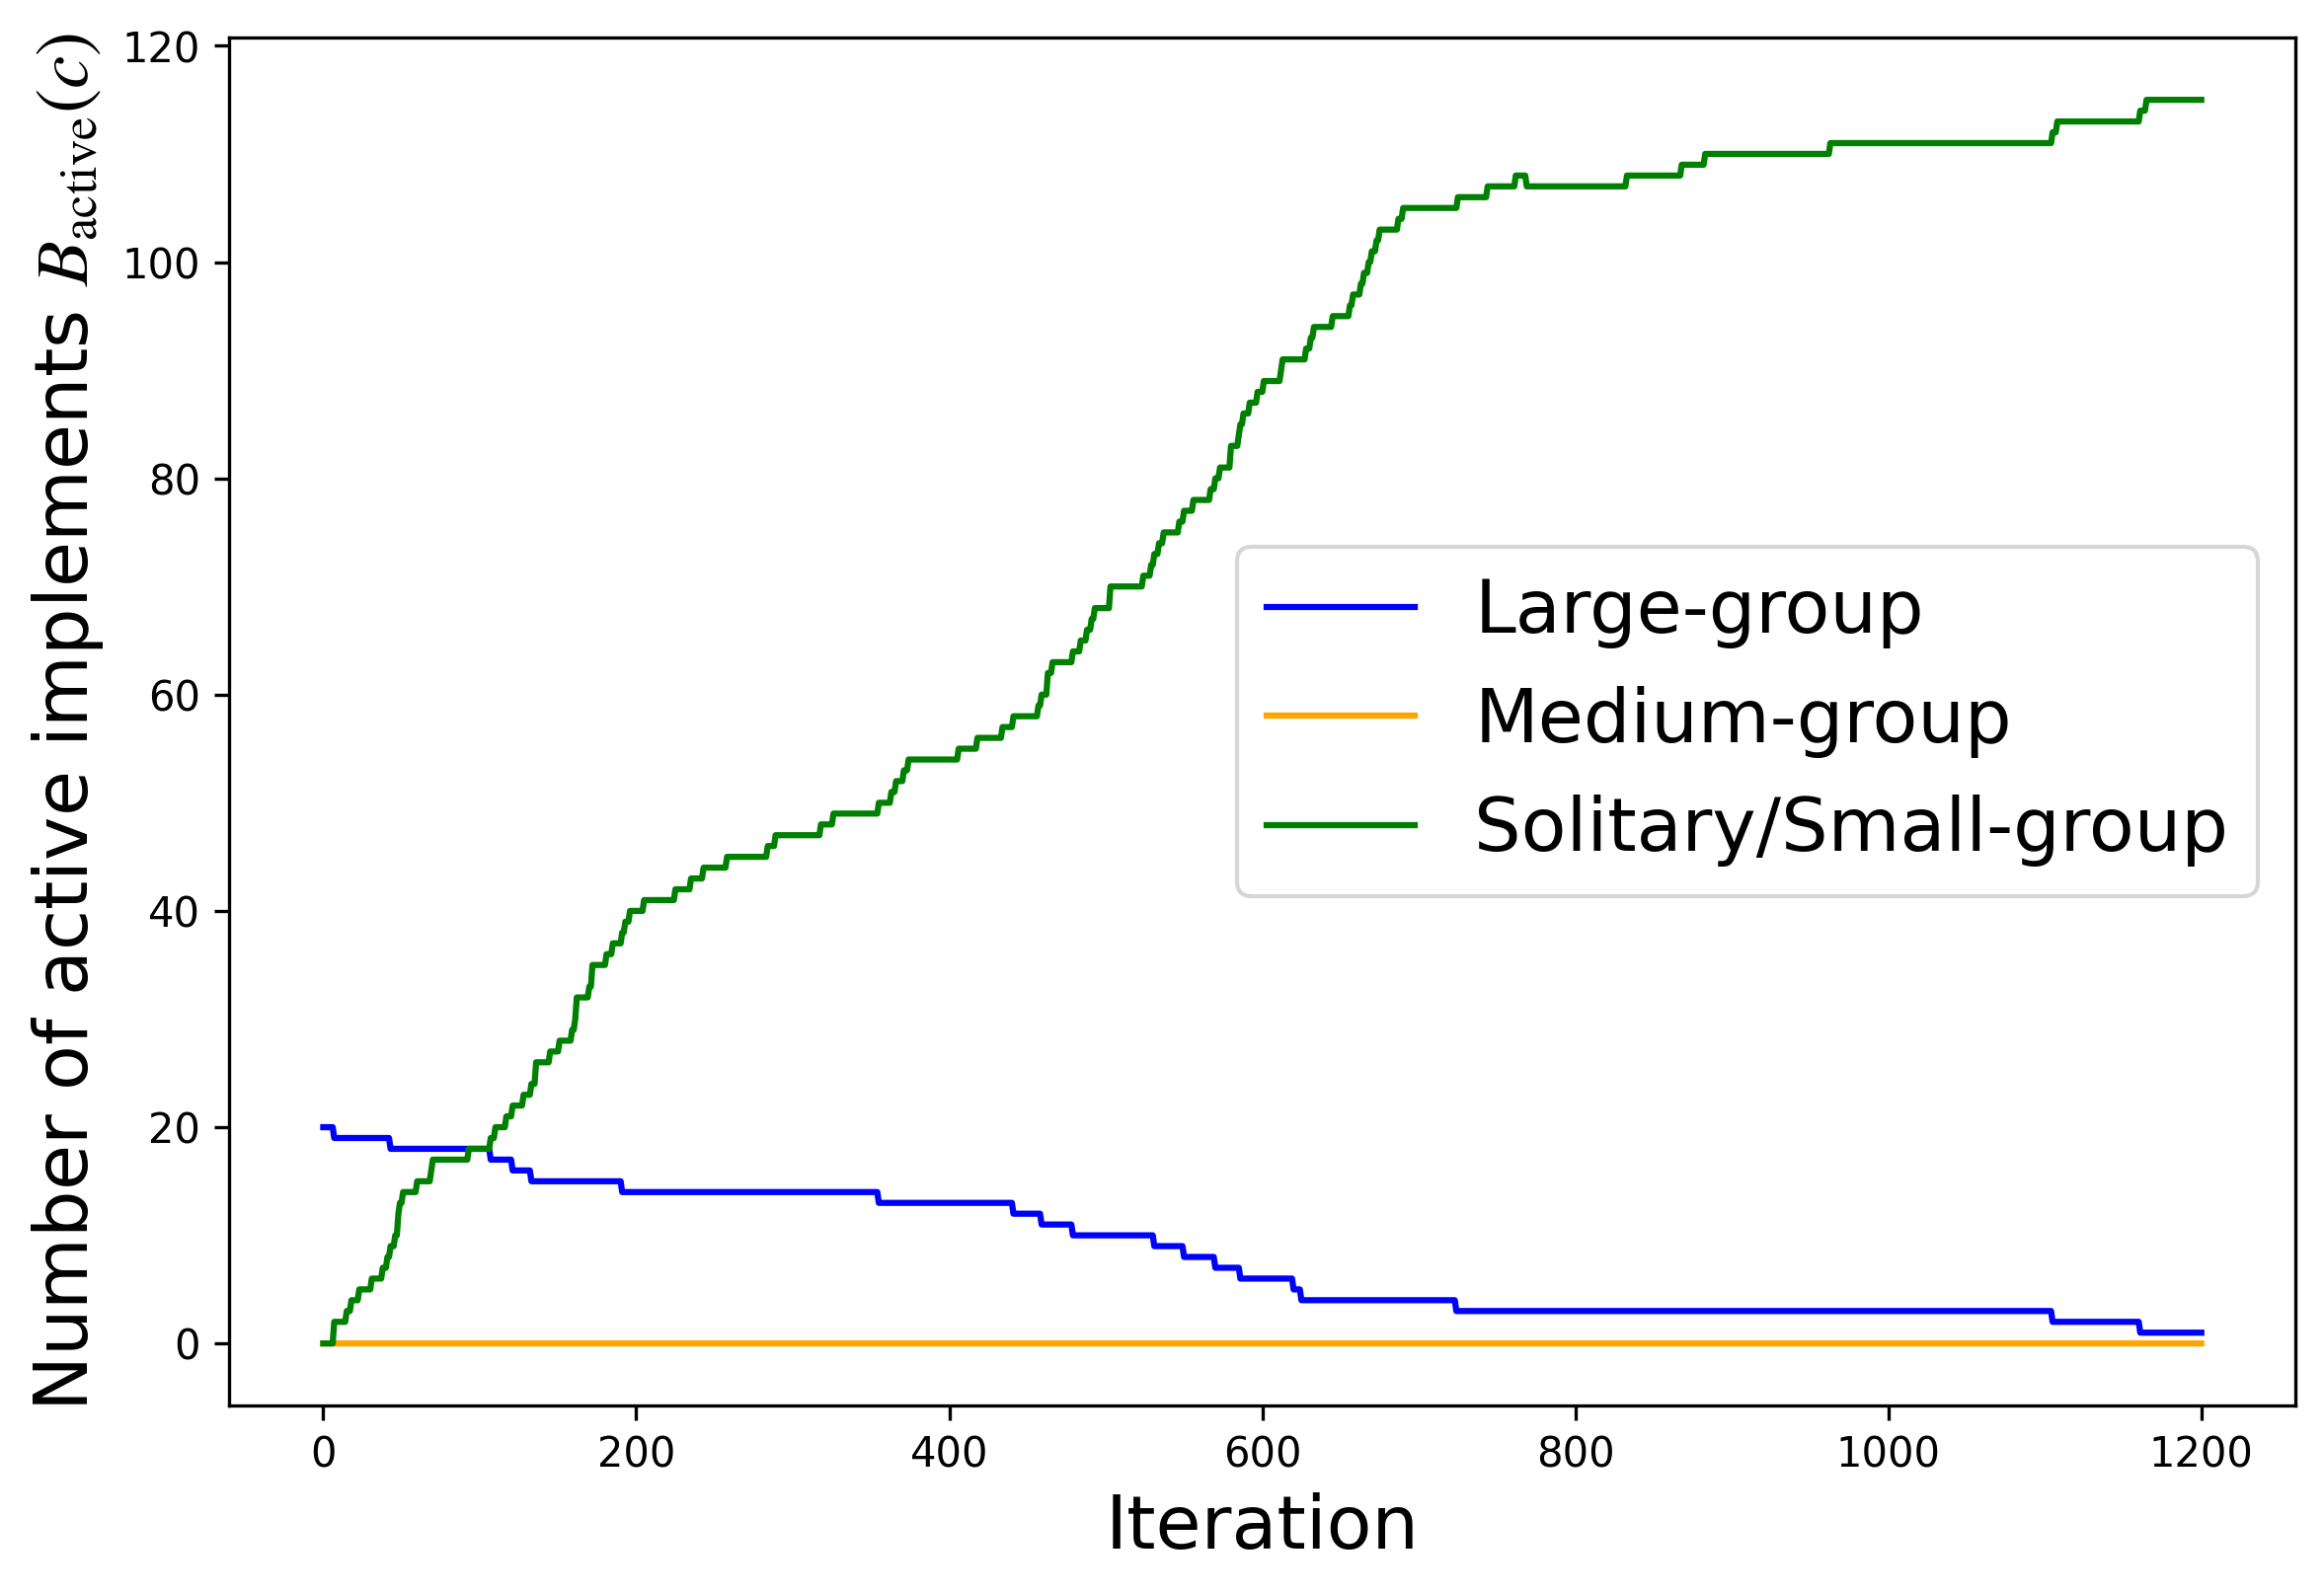 Number of active implements B_active(c)
120
100
80
60
40
20
0
0 200 400 600 800 1000 1200
Iteration
Large-group
Medium-group
Solitary/Small-group